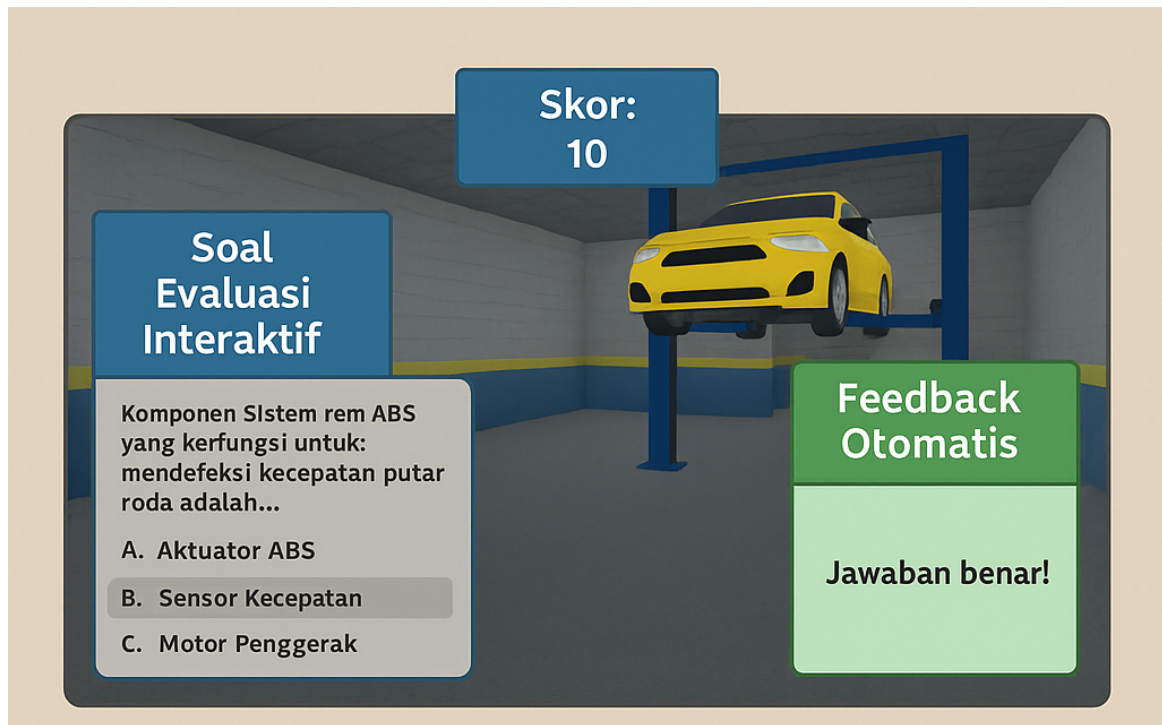 Skor:
10
Soal
Evaluasi
Interaktif
Komponen SIstem rem ABS
yang kerfungsi untuk:
mendefeksi kecepatan putar
roda adalah...
A. Aktuator ABS
B. Sensor Kecepatan
C. Motor Penggerak
Feedback
Otomatis
Jawaban benar!